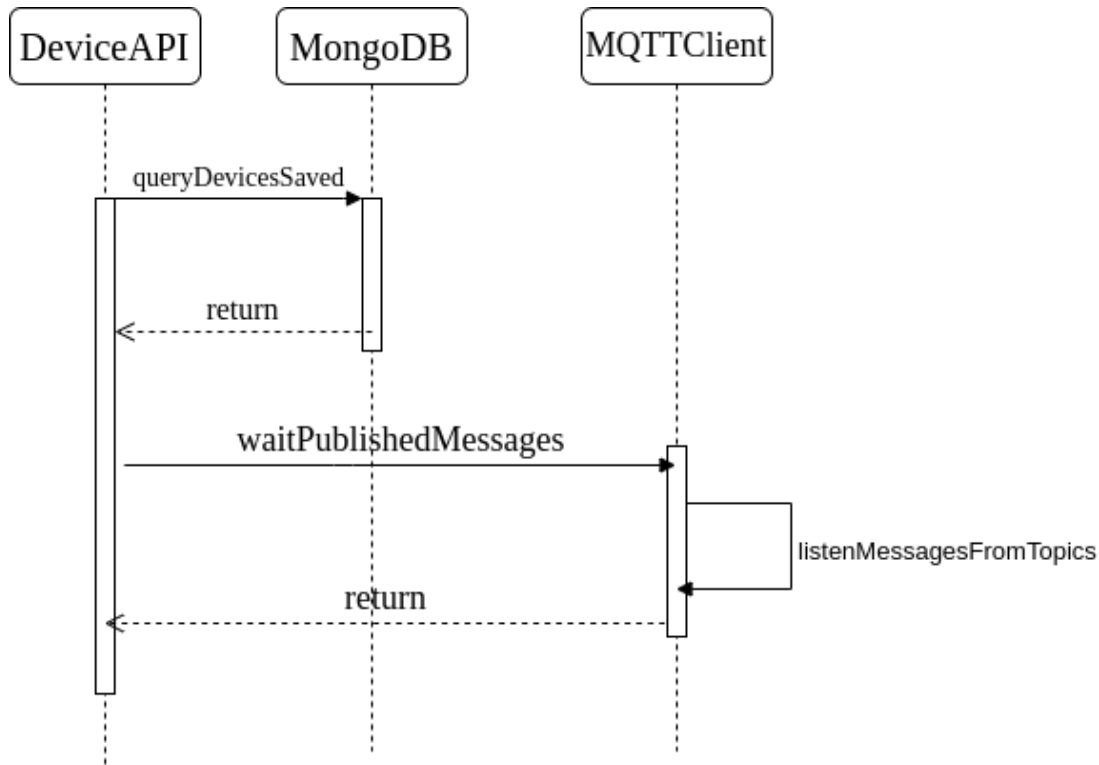 DeviceAPI
MongoDB
MQTTClient
queryDevicesSaved
return
waitPublishedMessages
listenMessagesFromTopics
return